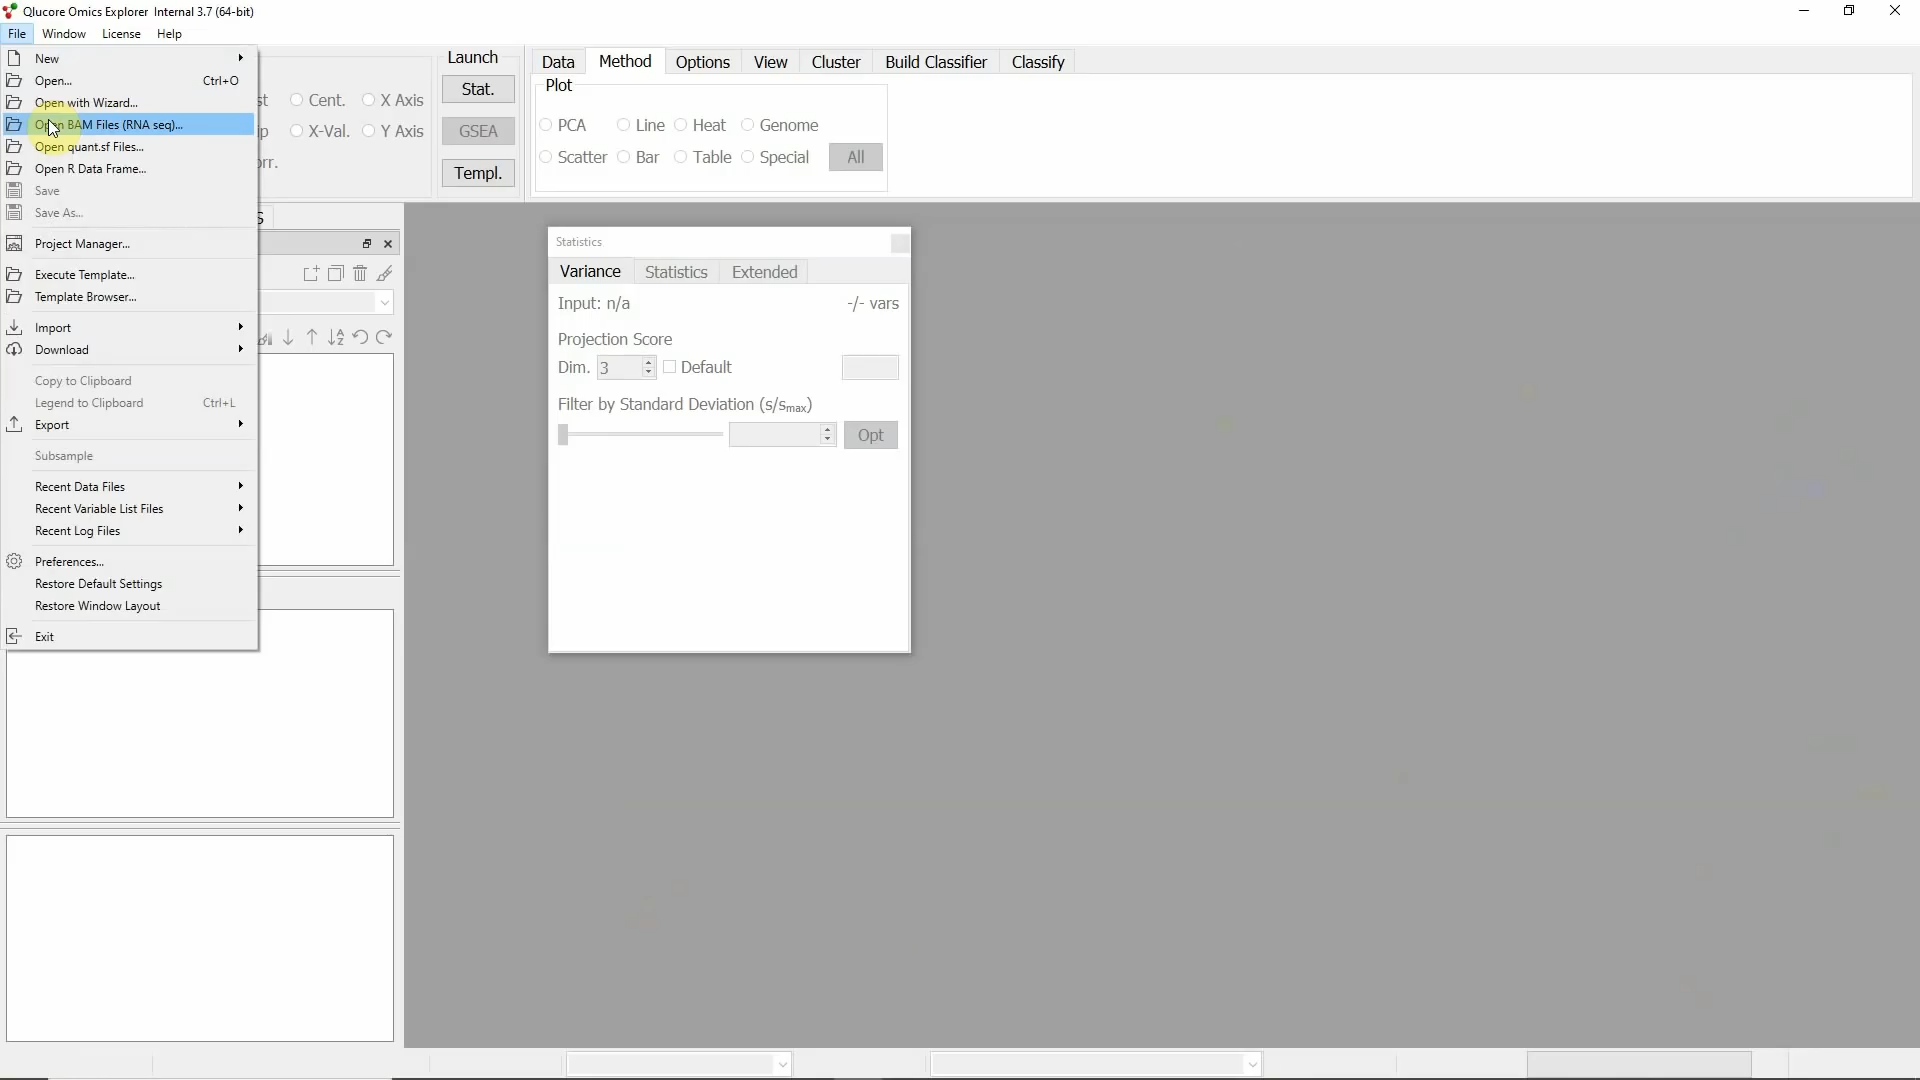 Qlucore Omics Explorer Internal 3.7 (64-bit)
File Window License Help
New
Open... Ctrl+O
Open with Wizard...
Open BAM Files (RNA seq)...
Open quant.sf Files...
Open R Data Frame...
Save
Save As...
Project Manager...
Execute Template...
Template Browser...
Import
Download
Copy to Clipboard
Legend to Clipboard Ctrl+L
Export
Subsample
Recent Data Files
Recent Variable List Files
Recent Log Files
Preferences...
Restore Default Settings
Restore Window Layout
Exit
Cent. X Axis
X-Val. Y Axis
Launch
Stat.
GSEA
Templ.
Data Method Options View Cluster Build Classifier Classify
Plot
PCA Line Heat Genome
Scatter Bar Table Special All
Statistics
Variance Statistics Extended
Input: n/a -/- vars
Projection Score
Dim. 3 Default
Filter by Standard Deviation (s/smax)
Opt